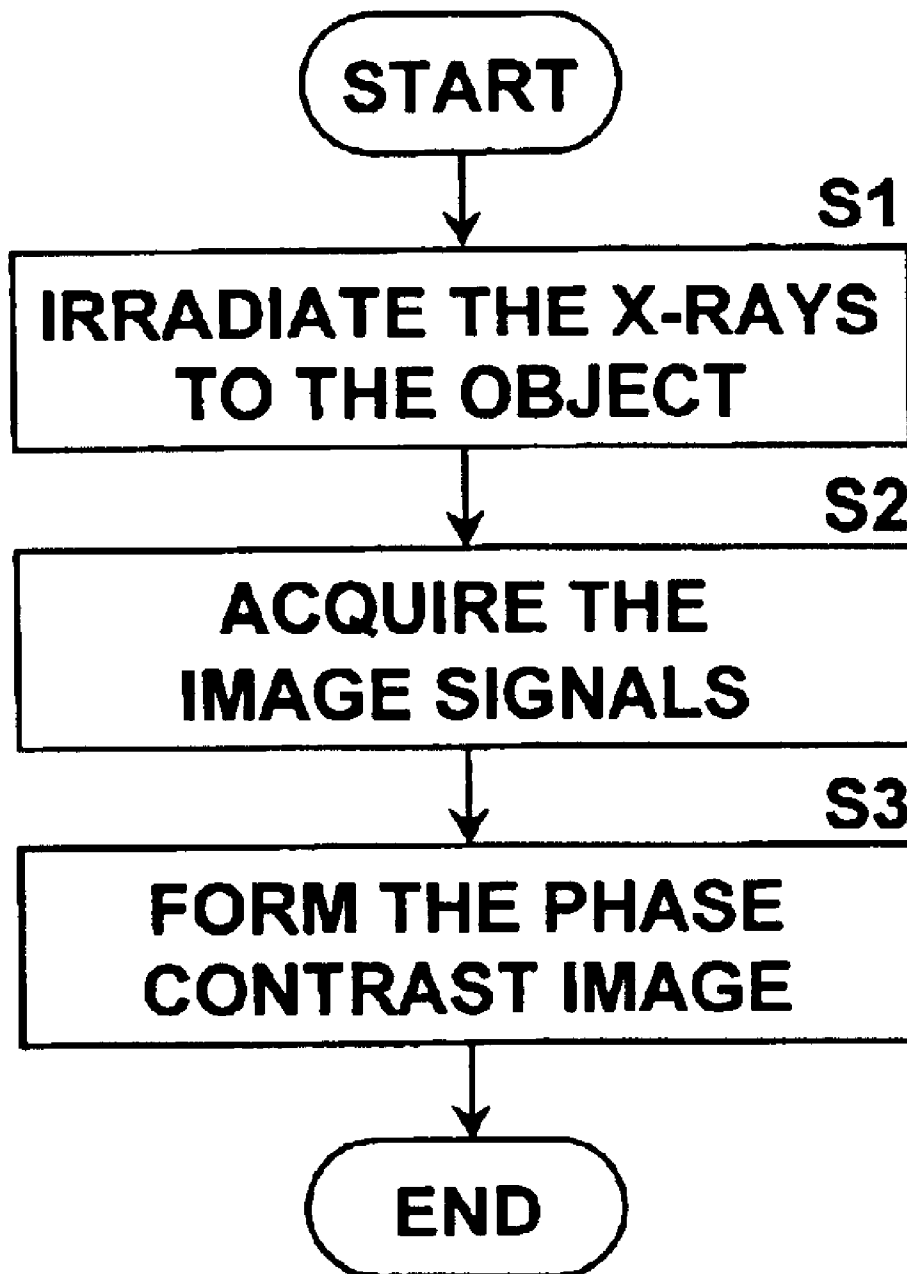 START
S1
IRRADIATE THE X-RAYS
TO THE OBJECT
S2
ACQUIRE THE
IMAGE SIGNALS
S3
FORM THE PHASE
CONTRAST IMAGE
END